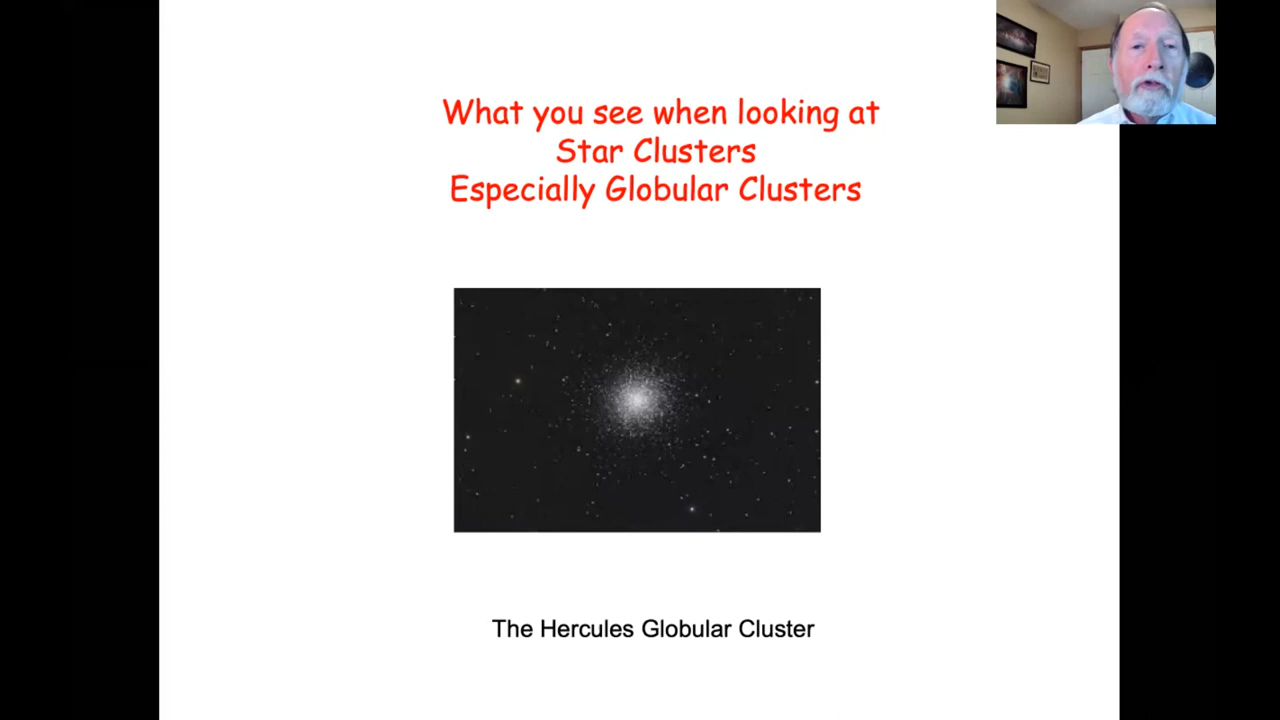 What you see when looking at
Star Clusters
Especially Globular Clusters
The Hercules Globular Cluster